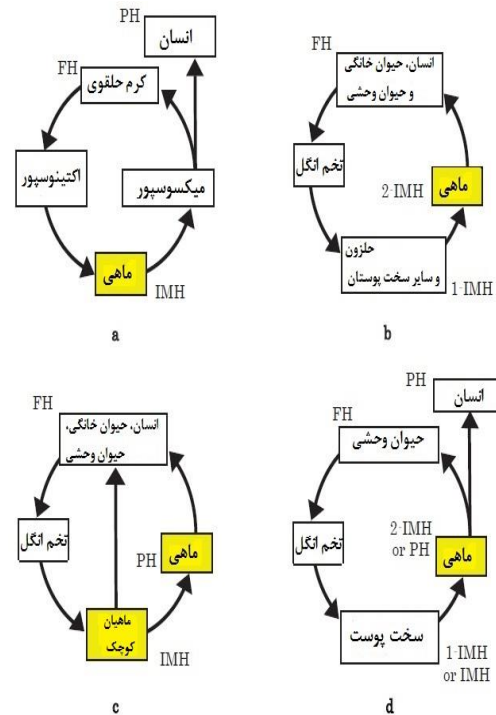 PH
انسان
FH
کرم حلقوی
اکتینوسپور
میکسوسپور
ماهی
IMH
a
FH
انسان، حیوان خانگی
و حیوان وحشی
تخم انگل
ماهی
2-IMH
حلزون
و سایر سخت پوستان
1-IMH
b
FH
انسان، حیوان خانگی،
حیوان وحشی
تخم انگل
ماهی
PH
ماهیان
کوچک
IMH
c
PH
انسان
FH
حیوان وحشی
تخم انگل
2-IMH
or PH
ماهی
سخت پوست
1-IMH
or IMH
d